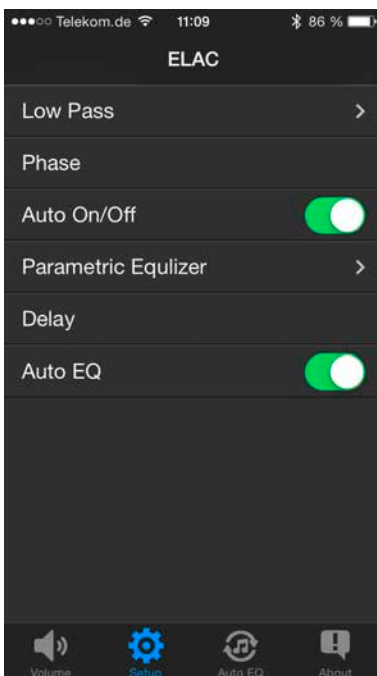 ●●●○○ Telekom.de 11:09 86 %
ELAC
Low Pass >
Phase
Auto On/Off
Parametric Equlizer >
Delay
Auto EQ
Volume Setup Auto EQ About